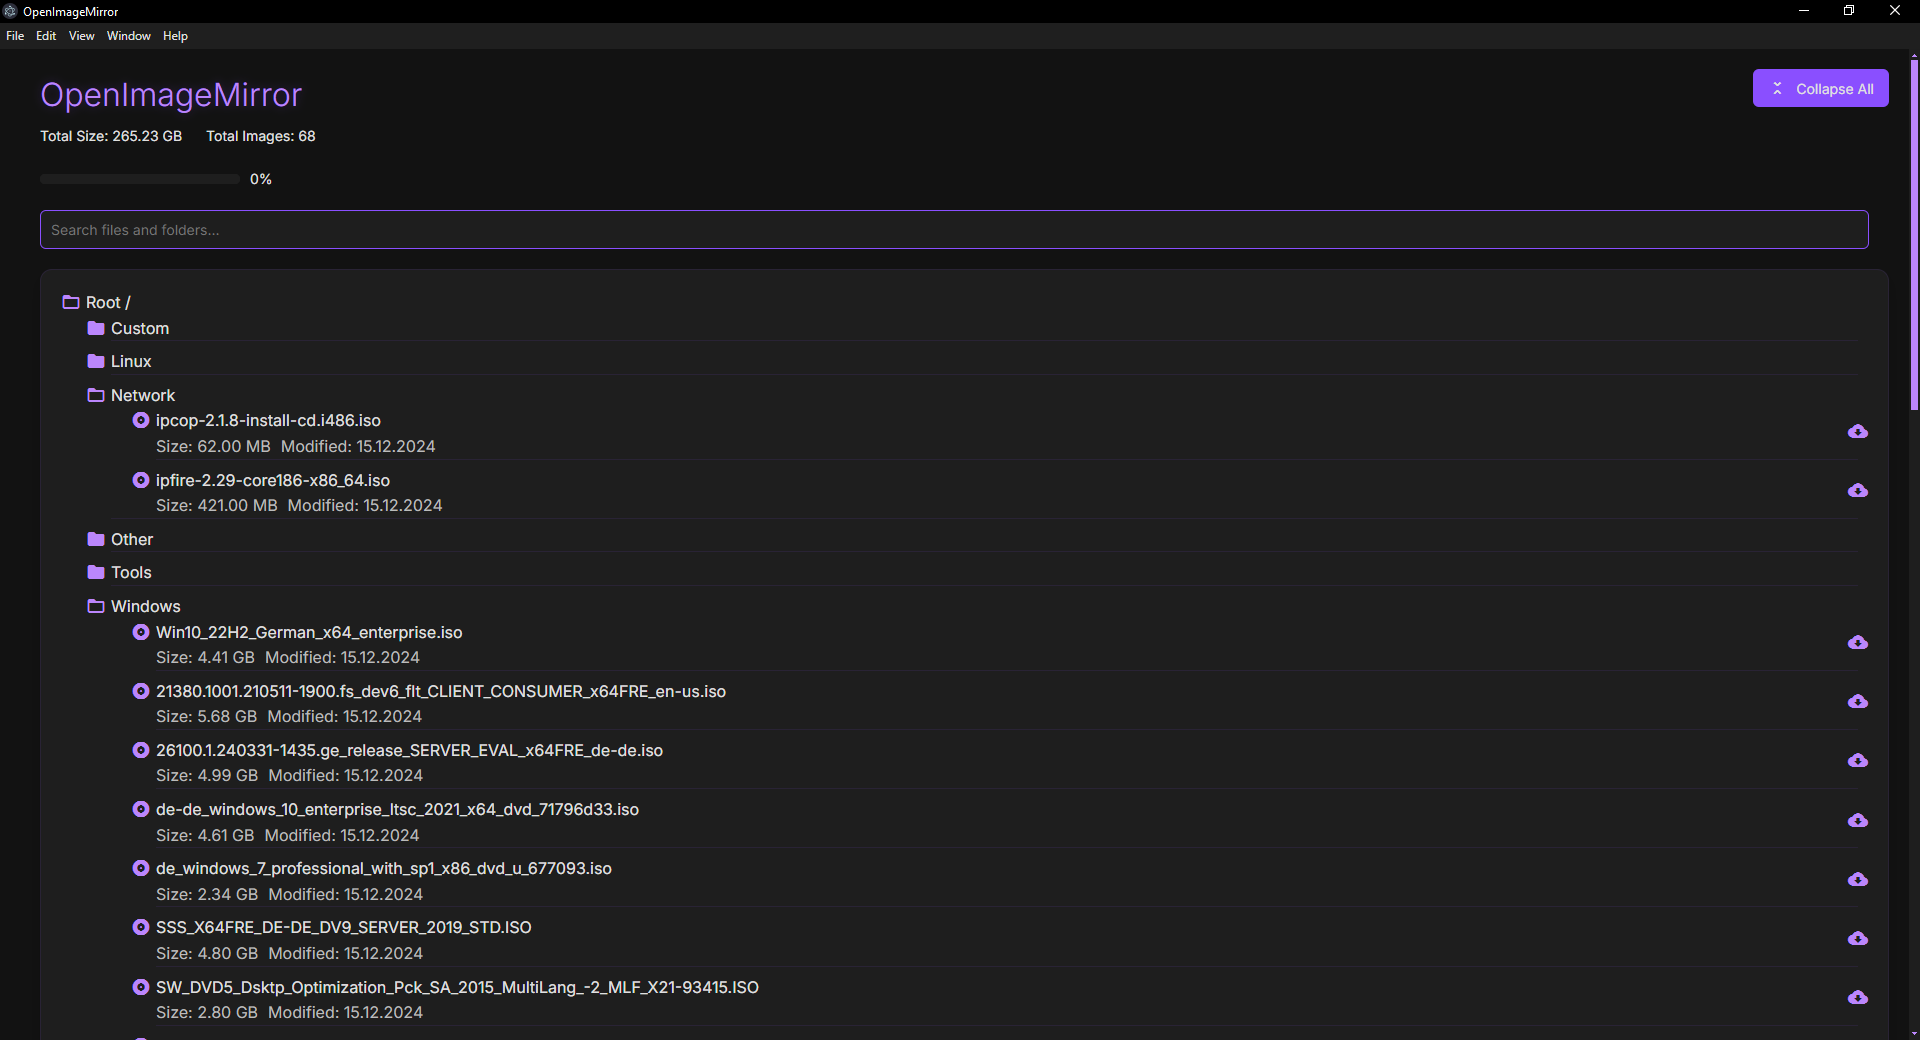 OpenImageMirror
File Edit View Window Help
OpenImageMirror
Collapse All
Total Size: 265.23 GB Total Images: 68
0%
Search files and folders...
Root /
Custom
Linux
Network
ipcop-2.1.8-install-cd.i486.iso
Size: 62.00 MB Modified: 15.12.2024
ipfire-2.29-core186-x86_64.iso
Size: 421.00 MB Modified: 15.12.2024
Other
Tools
Windows
Win10_22H2_German_x64_enterprise.iso
Size: 4.41 GB Modified: 15.12.2024
21380.1001.210511-1900.fs_dev6_flt_CLIENT_CONSUMER_x64FRE_en-us.iso
Size: 5.68 GB Modified: 15.12.2024
26100.1.240331-1435.ge_release_SERVER_EVAL_x64FRE_de-de.iso
Size: 4.99 GB Modified: 15.12.2024
de-de_windows_10_enterprise_ltsc_2021_x64_dvd_71796d33.iso
Size: 4.61 GB Modified: 15.12.2024
de_windows_7_professional_with_sp1_x86_dvd_u_677093.iso
Size: 2.34 GB Modified: 15.12.2024
SSS_X64FRE_DE-DE_DV9_SERVER_2019_STD.ISO
Size: 4.80 GB Modified: 15.12.2024
SW_DVD5_Dsktp_Optimization_Pck_SA_2015_MultiLang_-2_MLF_X21-93415.ISO
Size: 2.80 GB Modified: 15.12.2024